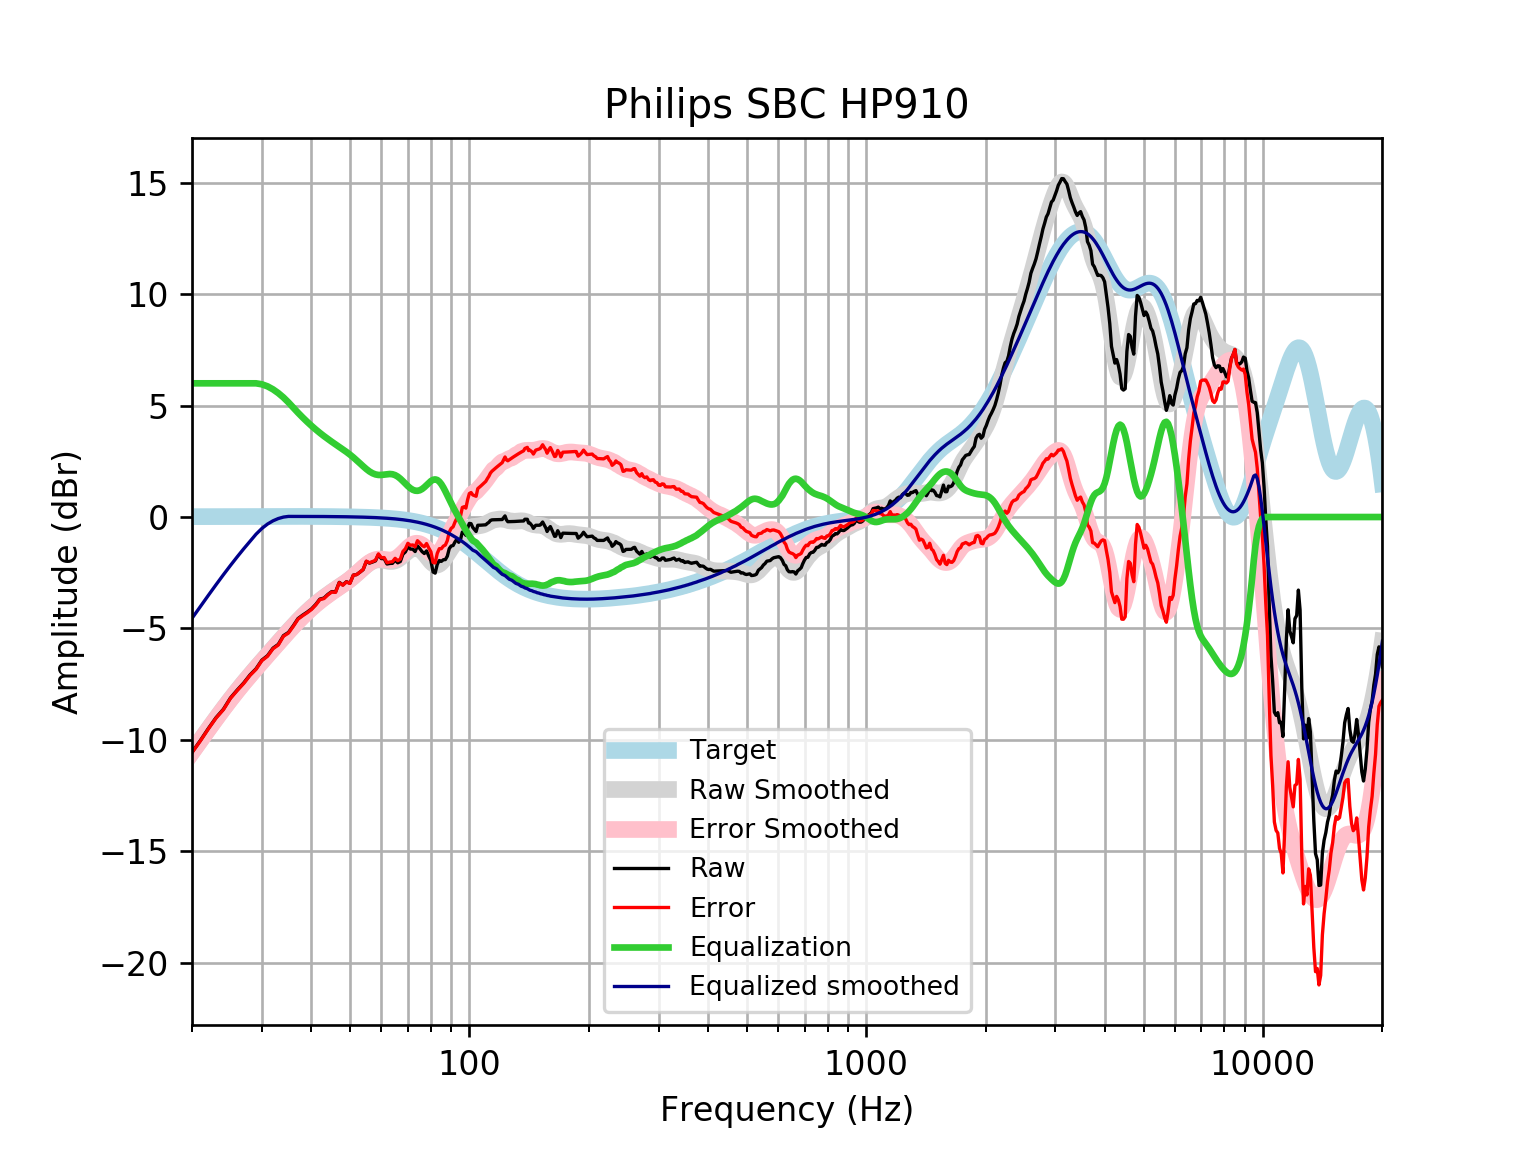 Philips SBC HP910
Amplitude (dBr)
15
10
5
0
−5
−10
−15
−20
Target
Raw Smoothed
Error Smoothed
Raw
Error
Equalization
Equalized smoothed
100
1000
10000
Frequency (Hz)